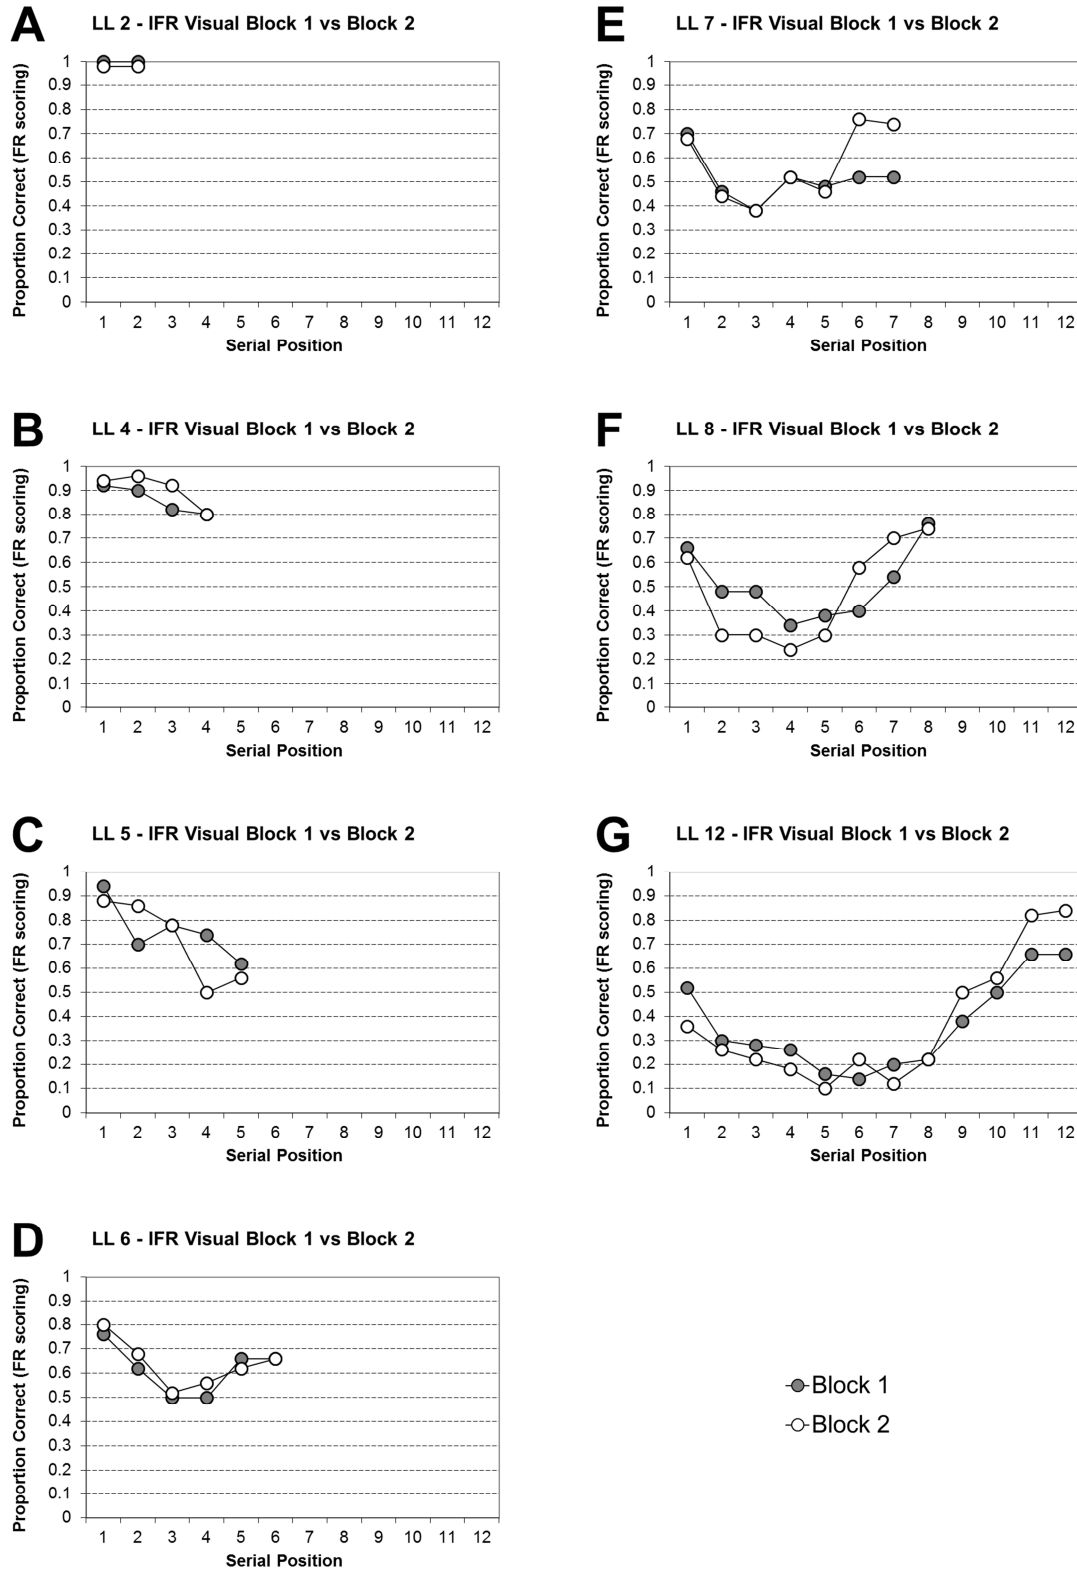 A
LL 2 - IFR Visual Block 1 vs Block 2
Proportion Correct (FR scoring)
1
0.9
0.8
0.7
0.6
0.5
0.4
0.3
0.2
0.1
0
1 2 3 4 5 6 7 8 9 10 11 12
Serial Position
B
LL 4 - IFR Visual Block 1 vs Block 2
Proportion Correct (FR scoring)
1
0.9
0.8
0.7
0.6
0.5
0.4
0.3
0.2
0.1
0
1 2 3 4 5 6 7 8 9 10 11 12
Serial Position
C
LL 5 - IFR Visual Block 1 vs Block 2
Proportion Correct (FR scoring)
1
0.9
0.8
0.7
0.6
0.5
0.4
0.3
0.2
0.1
0
1 2 3 4 5 6 7 8 9 10 11 12
Serial Position
D
LL 6 - IFR Visual Block 1 vs Block 2
Proportion Correct (FR scoring)
1
0.9
0.8
0.7
0.6
0.5
0.4
0.3
0.2
0.1
0
1 2 3 4 5 6 7 8 9 10 11 12
Serial Position
E
LL 7 - IFR Visual Block 1 vs Block 2
Proportion Correct (FR scoring)
1
0.9
0.8
0.7
0.6
0.5
0.4
0.3
0.2
0.1
0
1 2 3 4 5 6 7 8 9 10 11 12
Serial Position
F
LL 8 - IFR Visual Block 1 vs Block 2
Proportion Correct (FR scoring)
1
0.9
0.8
0.7
0.6
0.5
0.4
0.3
0.2
0.1
0
1 2 3 4 5 6 7 8 9 10 11 12
Serial Position
G
LL 12 - IFR Visual Block 1 vs Block 2
Proportion Correct (FR scoring)
1
0.9
0.8
0.7
0.6
0.5
0.4
0.3
0.2
0.1
0
1 2 3 4 5 6 7 8 9 10 11 12
Serial Position
Block 1
Block 2